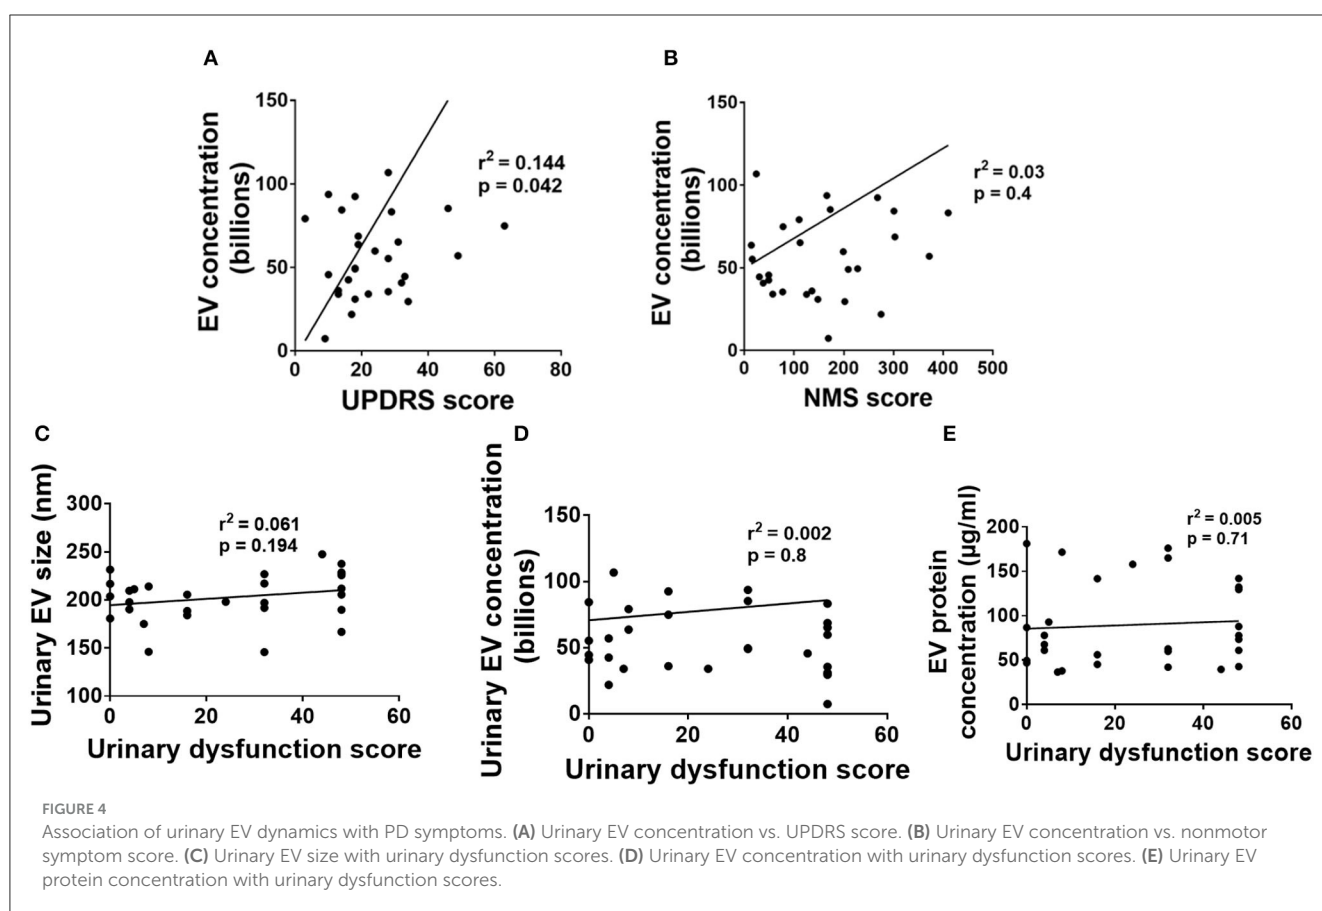 A
EV concentration
(billions)
150
100
50
0
r² = 0.144
p = 0.042
0 20 40 60 80
UPDRS score
B
EV concentration
(billions)
150
100
50
0
r² = 0.03
p = 0.4
0 100 200 300 400 500
NMS score
C
Urinary EV size (nm)
300
250
200
150
100
r² = 0.061
p = 0.194
0 20 40 60
Urinary dysfunction score
D
Urinary EV concientration
(billions)
150
100
50
0
r² = 0.002
p = 0.8
0 20 40 60
Urinary dysfunction score
E
EV protein
concentration (µg/ml)
200
150
100
50
0
r² = 0.005
p = 0.71
0 20 40 60
Urinary dysfunction score
FIGURE 4
Association of urinary EV dynamics with PD symptoms. (A) Urinary EV concentration vs. UPDRS score. (B) Urinary EV concentration vs. nonmotor
symptom score. (C) Urinary EV size with urinary dysfunction scores. (D) Urinary EV concentration with urinary dysfunction scores. (E) Urinary EV
protein concentration with urinary dysfunction scores.